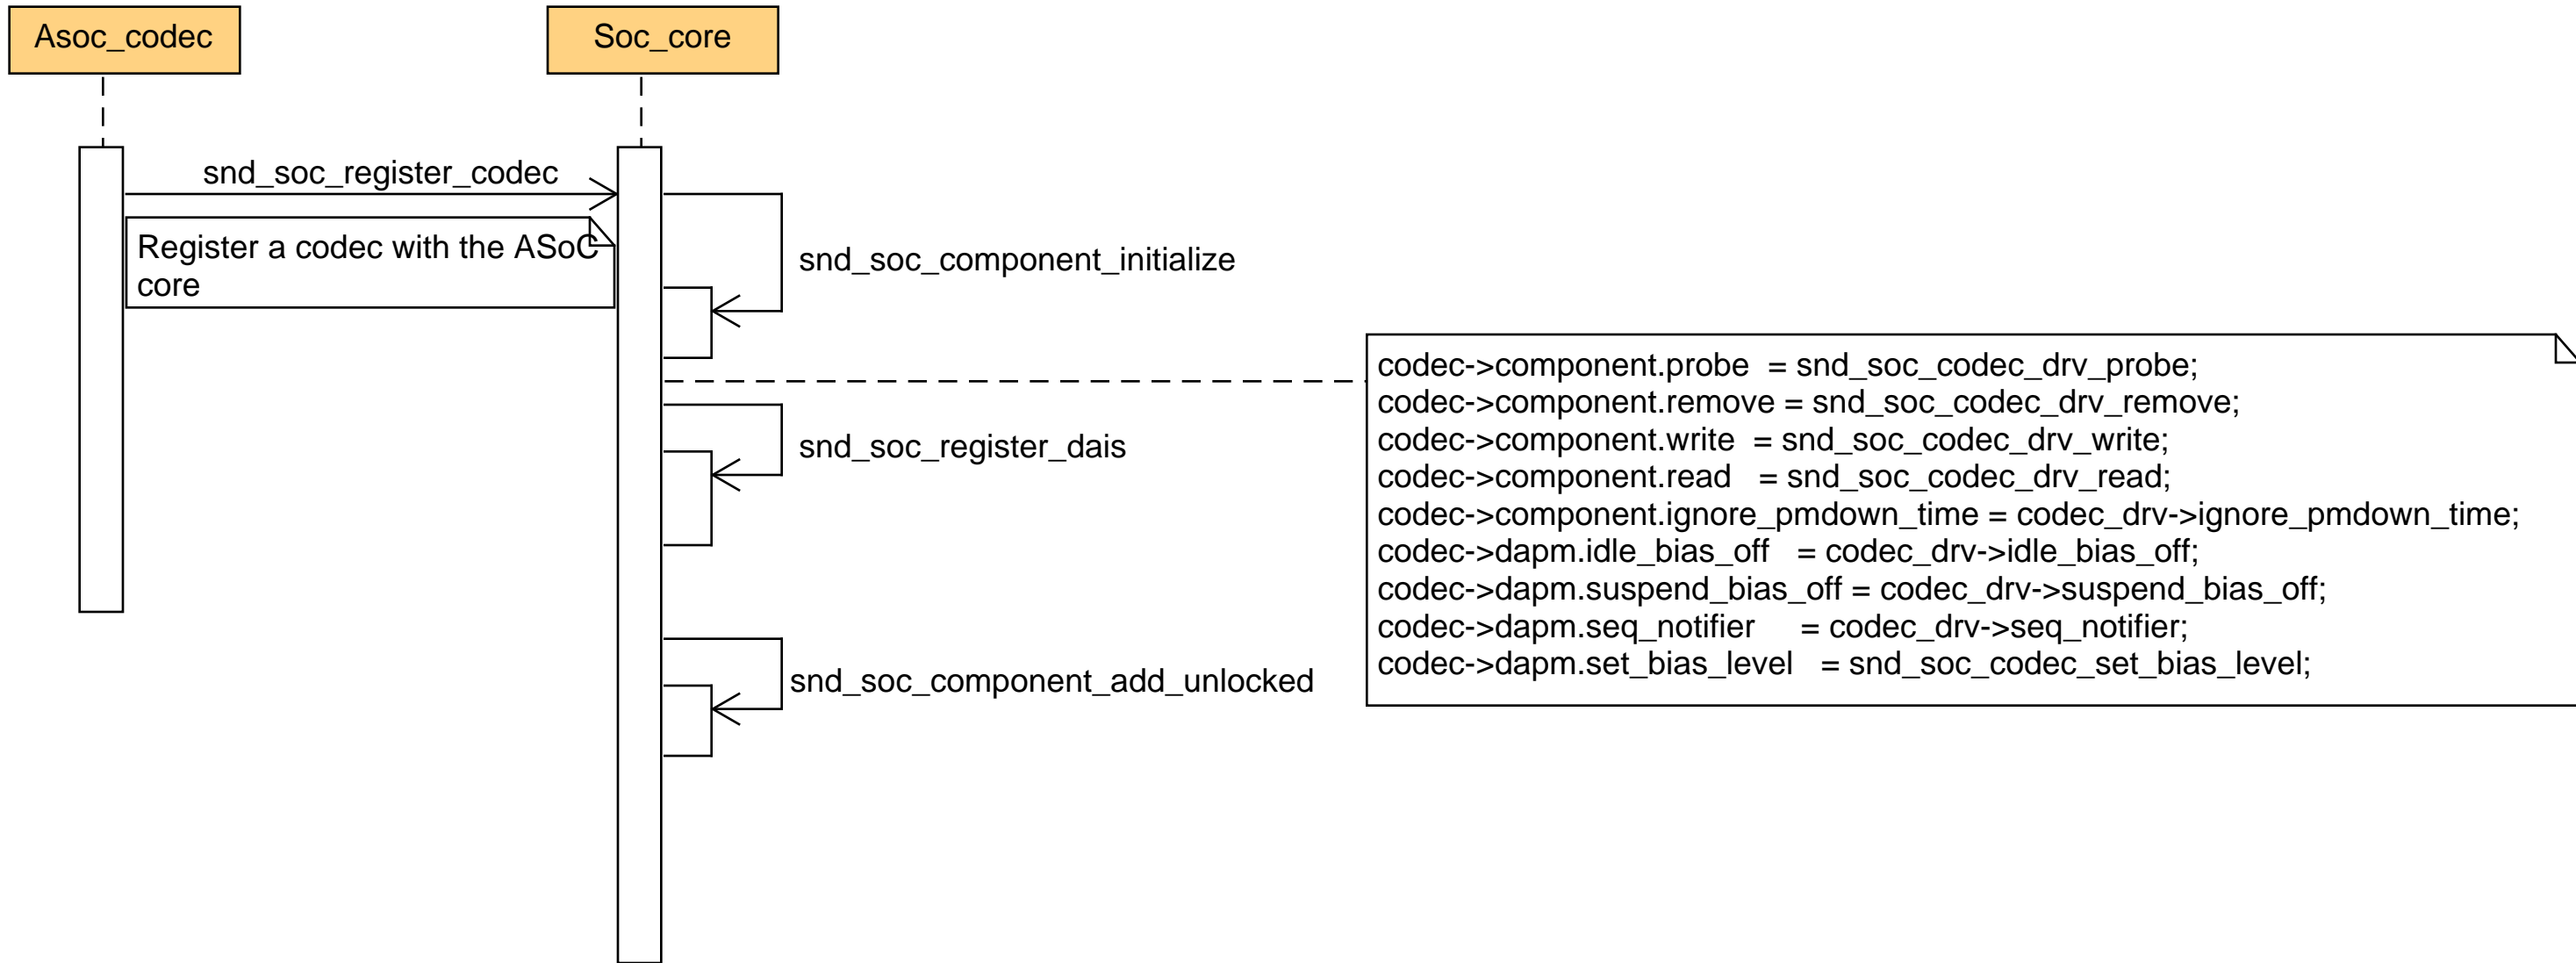 Asoc_codec
Soc_core
snd_soc_register_codec
Register a codec with the ASoC
core
snd_soc_component_initialize
codec->component.probe  = snd_soc_codec_drv_probe;
codec->component.remove = snd_soc_codec_drv_remove;
codec->component.write  = snd_soc_codec_drv_write;
codec->component.read   = snd_soc_codec_drv_read;
codec->component.ignore_pmdown_time = codec_drv->ignore_pmdown_time;
codec->dapm.idle_bias_off   = codec_drv->idle_bias_off;
codec->dapm.suspend_bias_off = codec_drv->suspend_bias_off;
codec->dapm.seq_notifier     = codec_drv->seq_notifier;
codec->dapm.set_bias_level   = snd_soc_codec_set_bias_level;
snd_soc_register_dais
snd_soc_component_add_unlocked